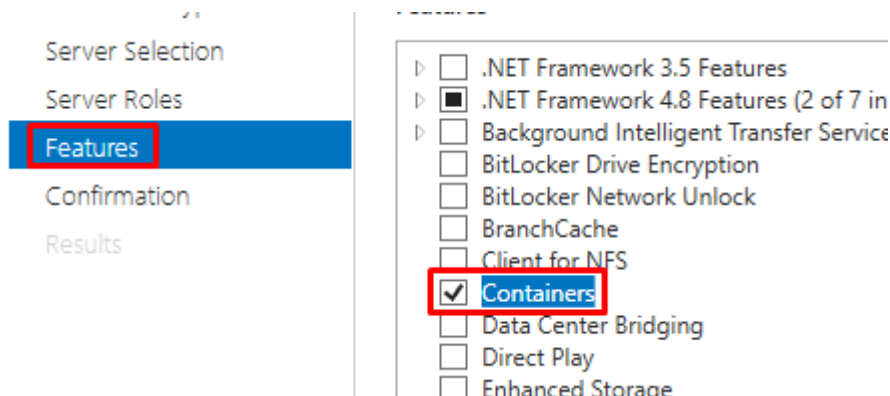 Server Selection
Server Roles
Features
Confirmation
Results
.NET Framework 3.5 Features
.NET Framework 4.8 Features (2 of 7 in
Background Intelligent Transfer Service
BitLocker Drive Encryption
BitLocker Network Unlock
BranchCache
Client for NFS
Containers
Data Center Bridging
Direct Play
Enhanced Storage